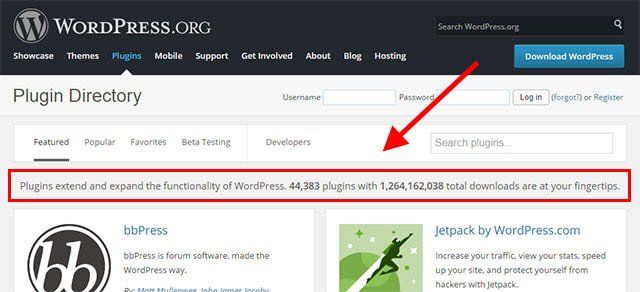 WORDPRESS.ORG
Search WordPress.org
Showcase Themes Plugins Mobile Support Get Involved About Blog Hosting
Download WordPress
Plugin Directory
Username Password Log in (forgot?) or Register
Featured Popular Favorites Beta Testing Developers
Search plugins...
Plugins extend and expand the functionality of WordPress. 44,383 plugins with 1,264,162,038 total downloads are at your fingertips.
bbPress
bbPress is forum software, made the
WordPress way.
By: Matt Mullenweg, John James Jacoby,
Jetpack by WordPress.com
Increase your traffic, view your stats, speed
up your site, and protect yourself from
hackers with Jetpack.